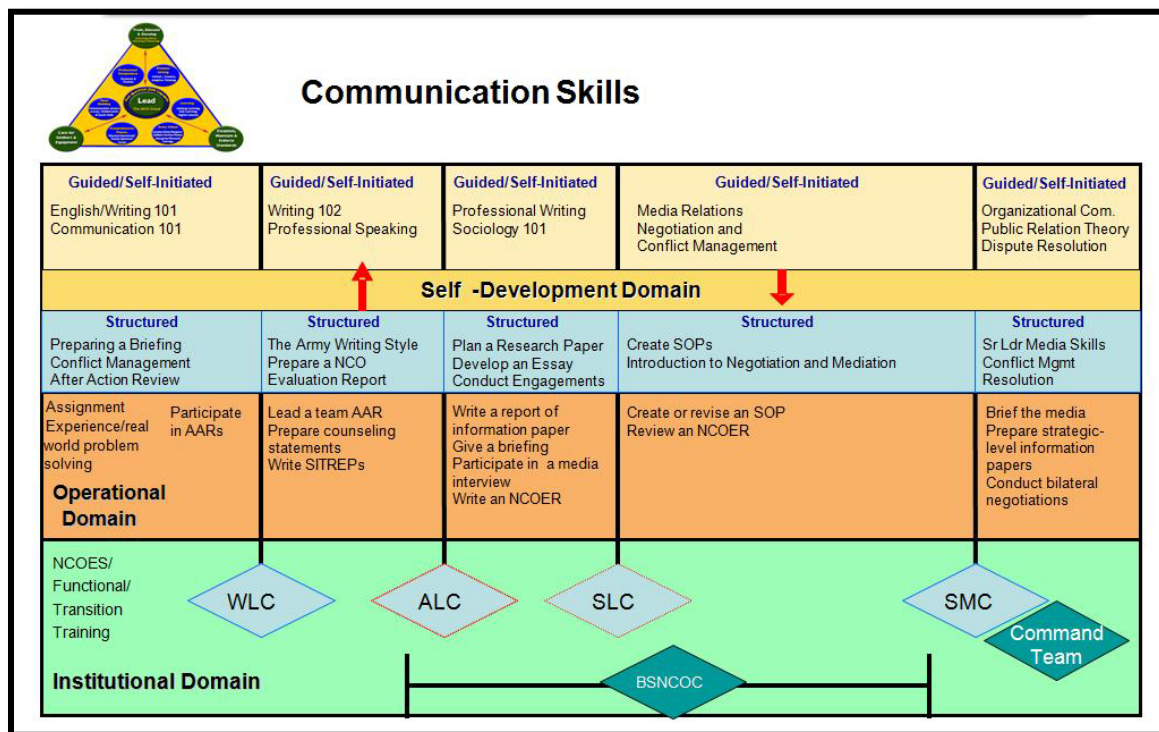 Lead
Communication Skills
Guided/Self-Initiated
English/Writing 101
Communication 101
Guided/Self-Initiated
Writing 102
Professional Speaking
Guided/Self-Initiated
Professional Writing
Sociology 101
Guided/Self-Initiated
Media Relations
Negotiation and
Conflict Management
Guided/Self-Initiated
Organizational Com.
Public Relation Theory
Dispute Resolution
Self -Development Domain
Structured
Preparing a Briefing
Conflict Management
After Action Review
Structured
The Army Writing Style
Prepare a NCO
Evaluation Report
Structured
Plan a Research Paper
Develop an Essay
Conduct Engagements
Structured
Create SOPs
Introduction to Negotiation and Mediation
Structured
Sr Ldr Media Skills
Conflict Mgmt
Resolution
Assignment
Experience/real
world problem
solving
Participate
in AARs
Operational
Domain
Lead a team AAR
Prepare counseling
statements
Write SITREPs
Write a report of
information paper
Give a briefing
Participate in a media
interview
Write an NCOER
Create or revise an SOP
Review an NCOER
Brief the media
Prepare strategic-
level information
papers
Conduct bilateral
negotiations
NCOES/
Functional/
Transition
Training
WLC
ALC
SLC
SMC
Command
Team
Institutional Domain
BSNCOC